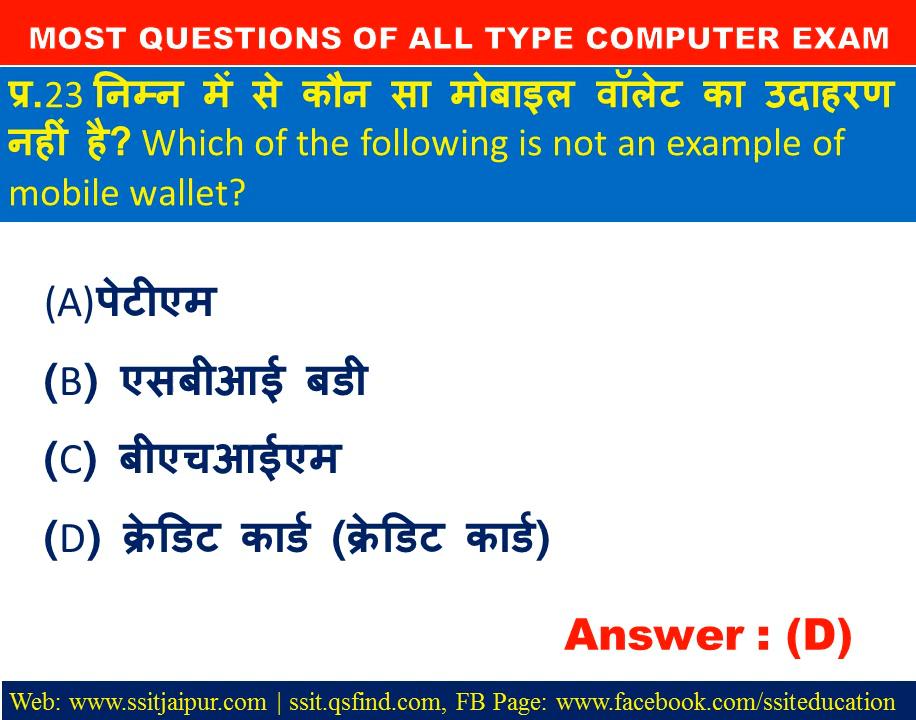 MOST QUESTIONS OF ALL TYPE COMPUTER EXAM
प्र.23 निम्न में से कौन सा मोबाइल वॉलेट का उदाहरण
नहीं है? Which of the following is not an example of
mobile wallet?
(A)पेटीएम
(B) एसबीआई बडी
(C) बीएचआईएम
(D) क्रेडिट कार्ड (क्रेडिट कार्ड)
Answer : (D)
Web: www.ssitjaipur.com | ssit.qsfind.com, FB Page: www.facebook.com/ssiteducation